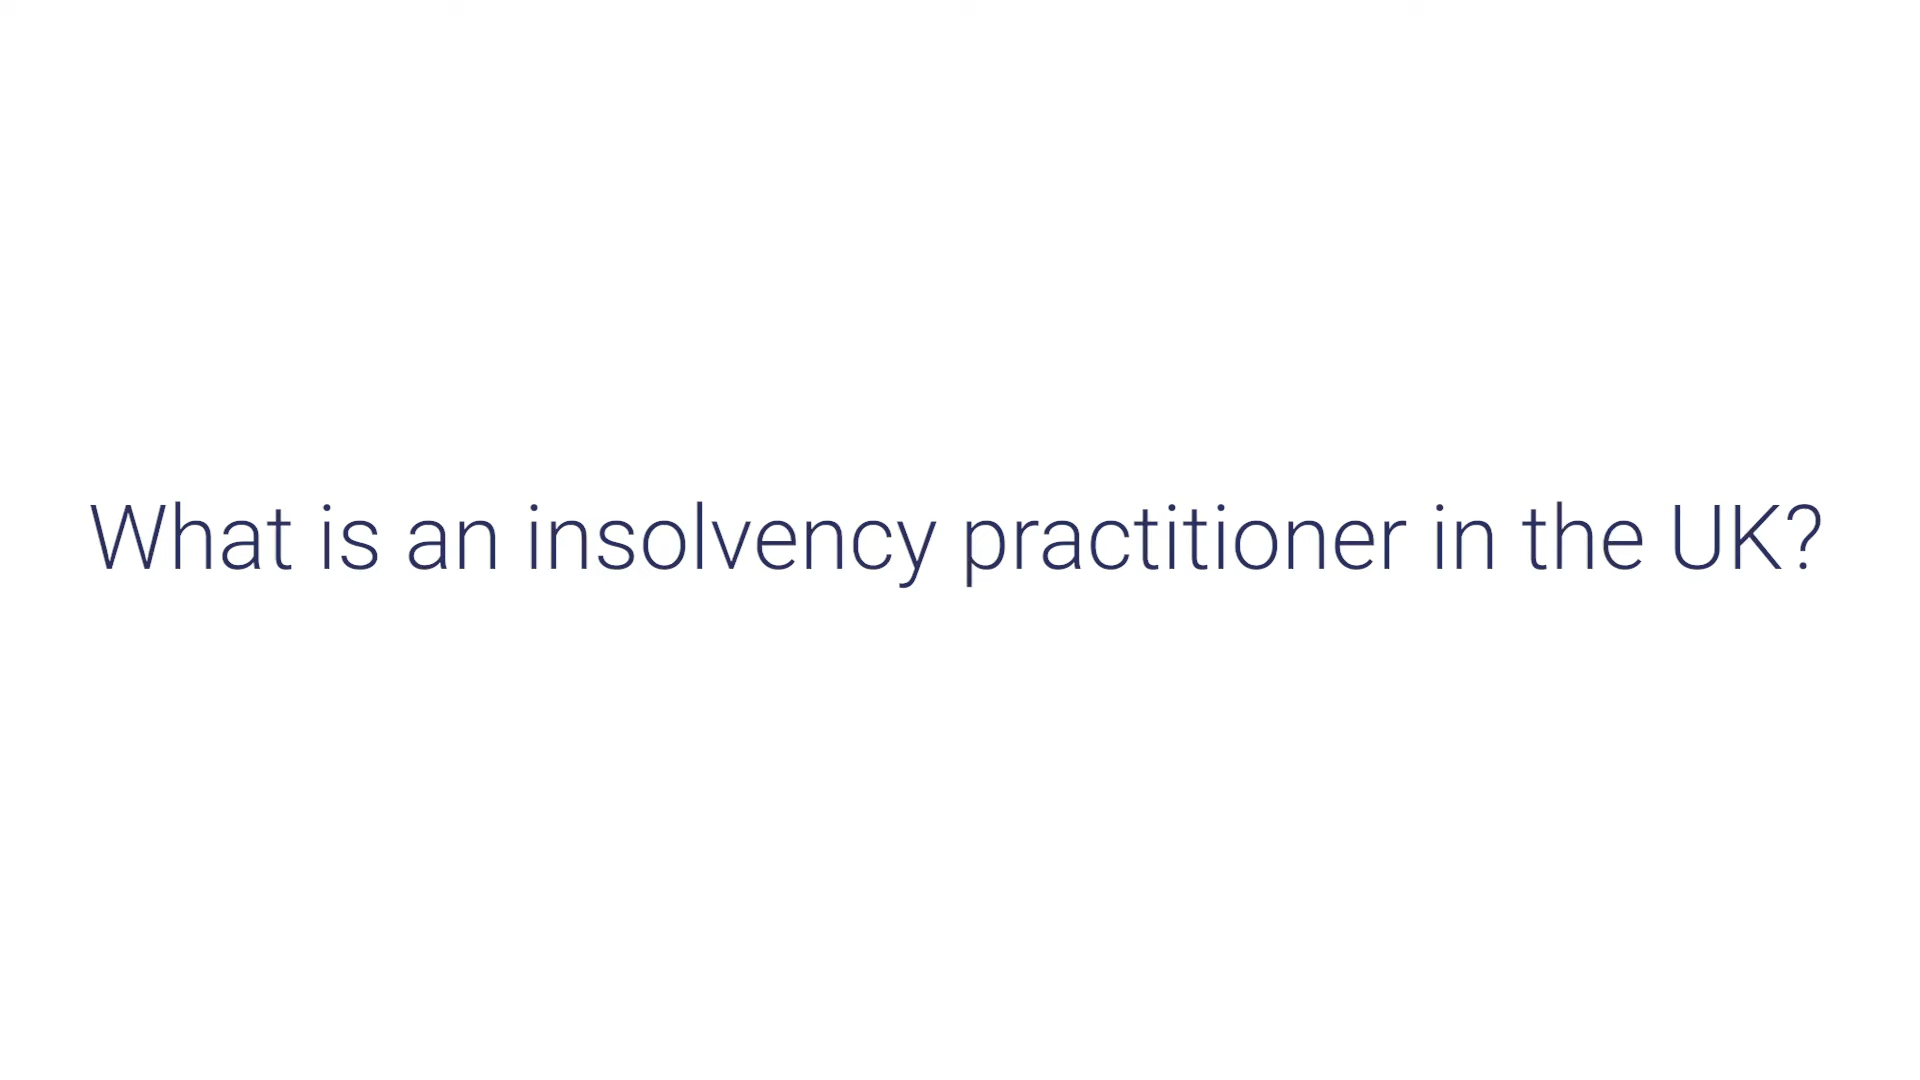 What is an insolvency practitioner in the UK?